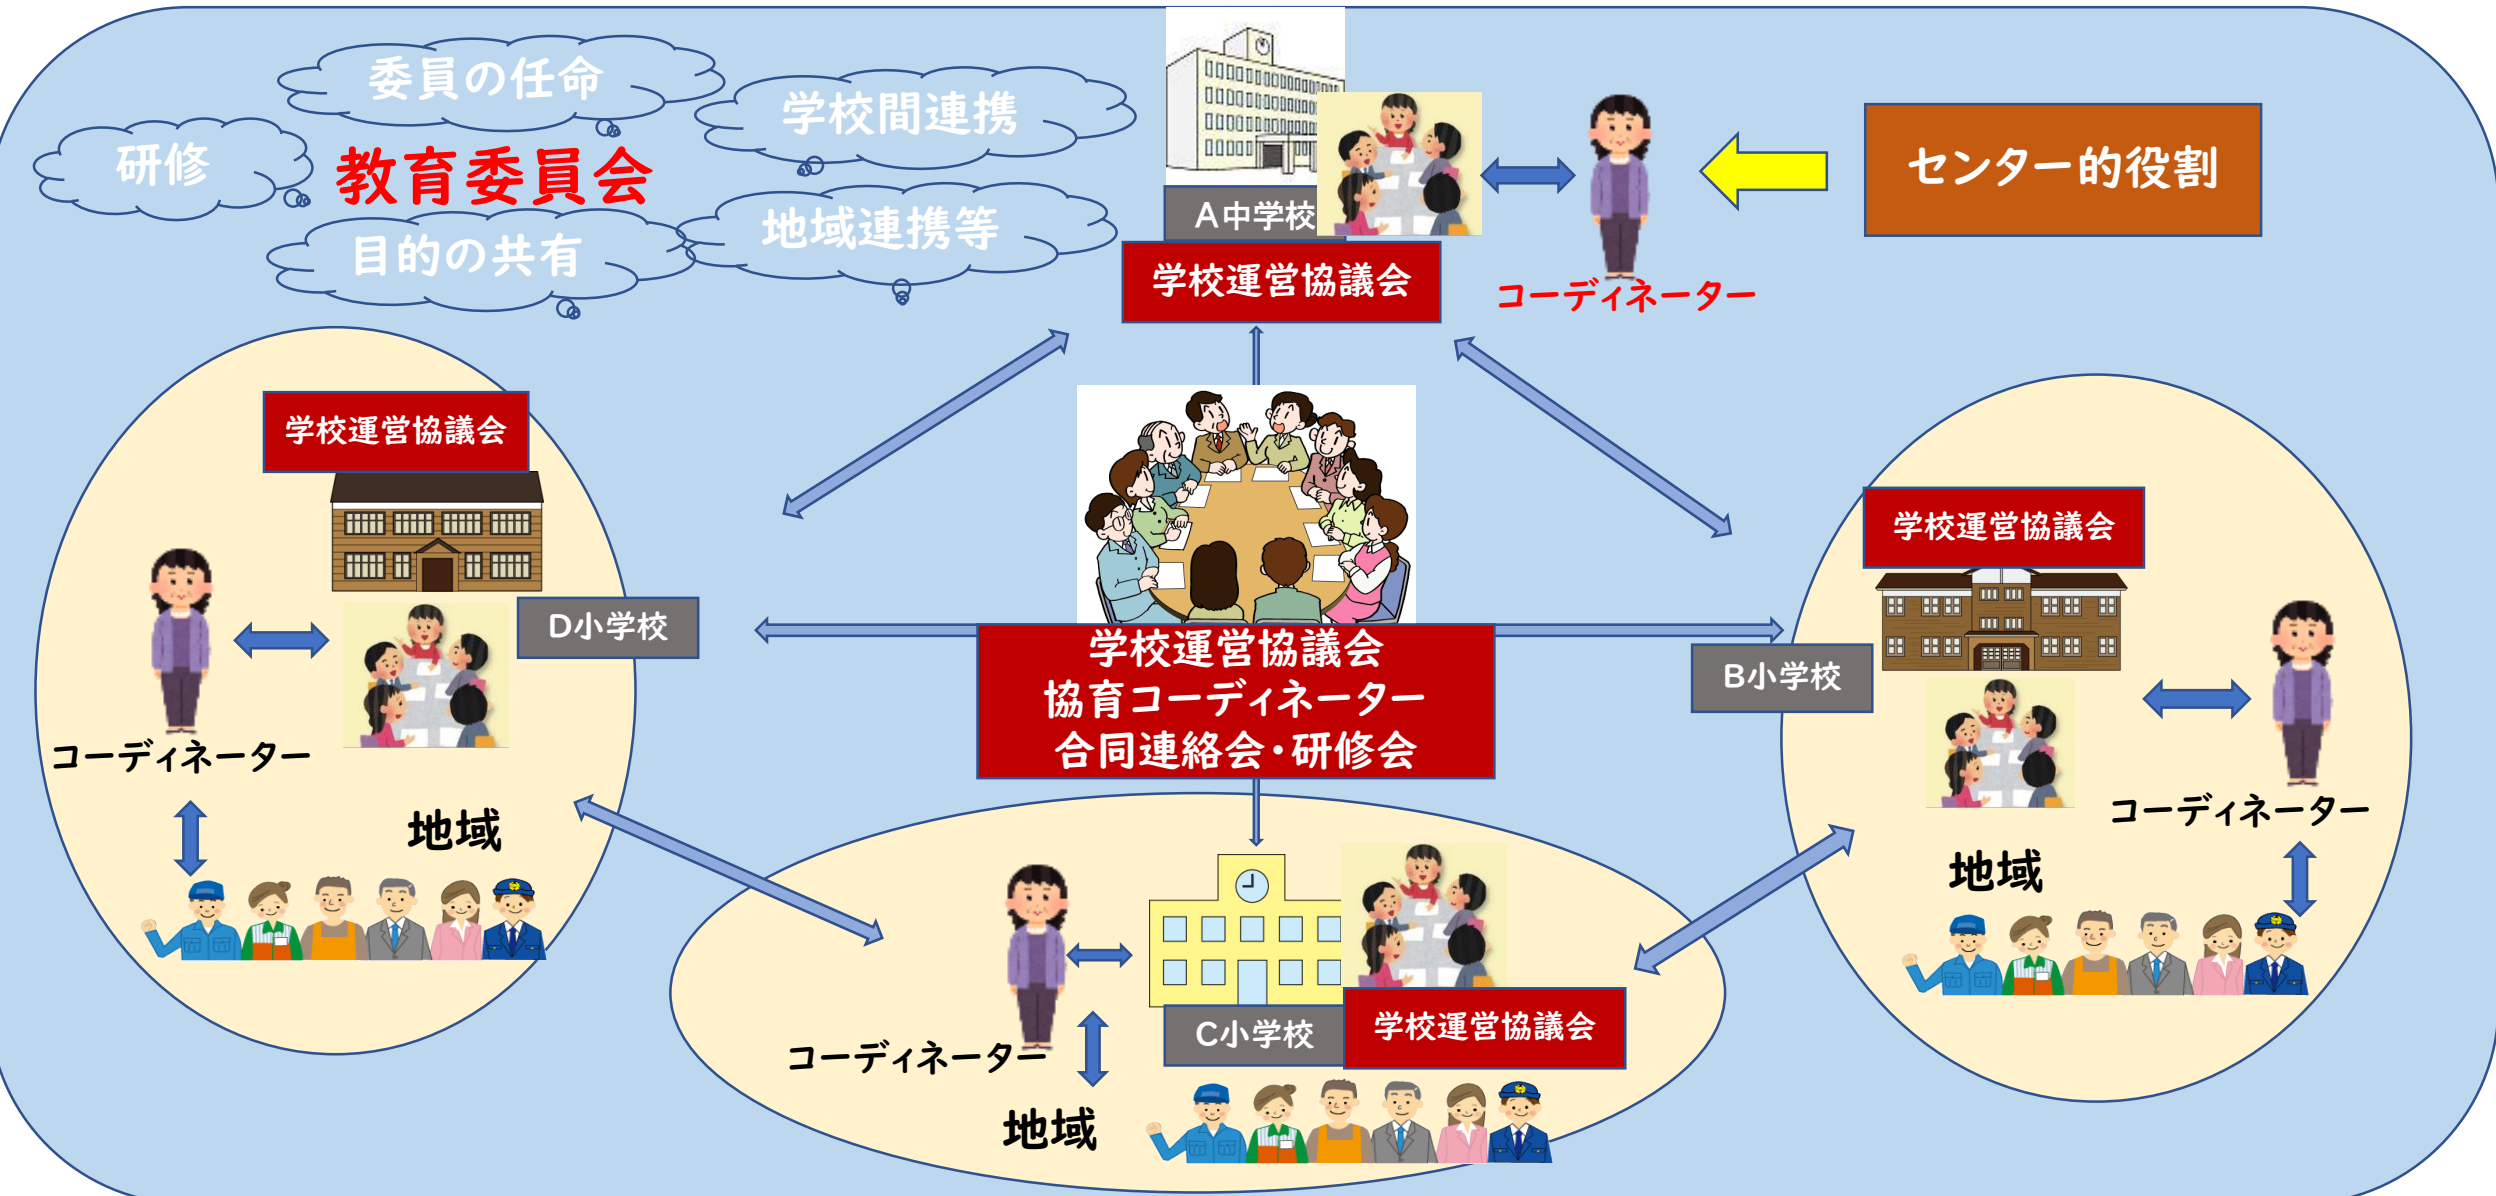 委員の任命
学校間連携
研修
教育委員会
目的の共有
地域連携等
A中学校
学校運営協議会
コーディネーター
センター的役割
学校運営協議会
D小学校
コーディネーター
地域
学校運営協議会
協育コーディネーター
合同連絡会・研修会
学校運営協議会
B小学校
コーディネーター
地域
C小学校
学校運営協議会
コーディネーター
地域